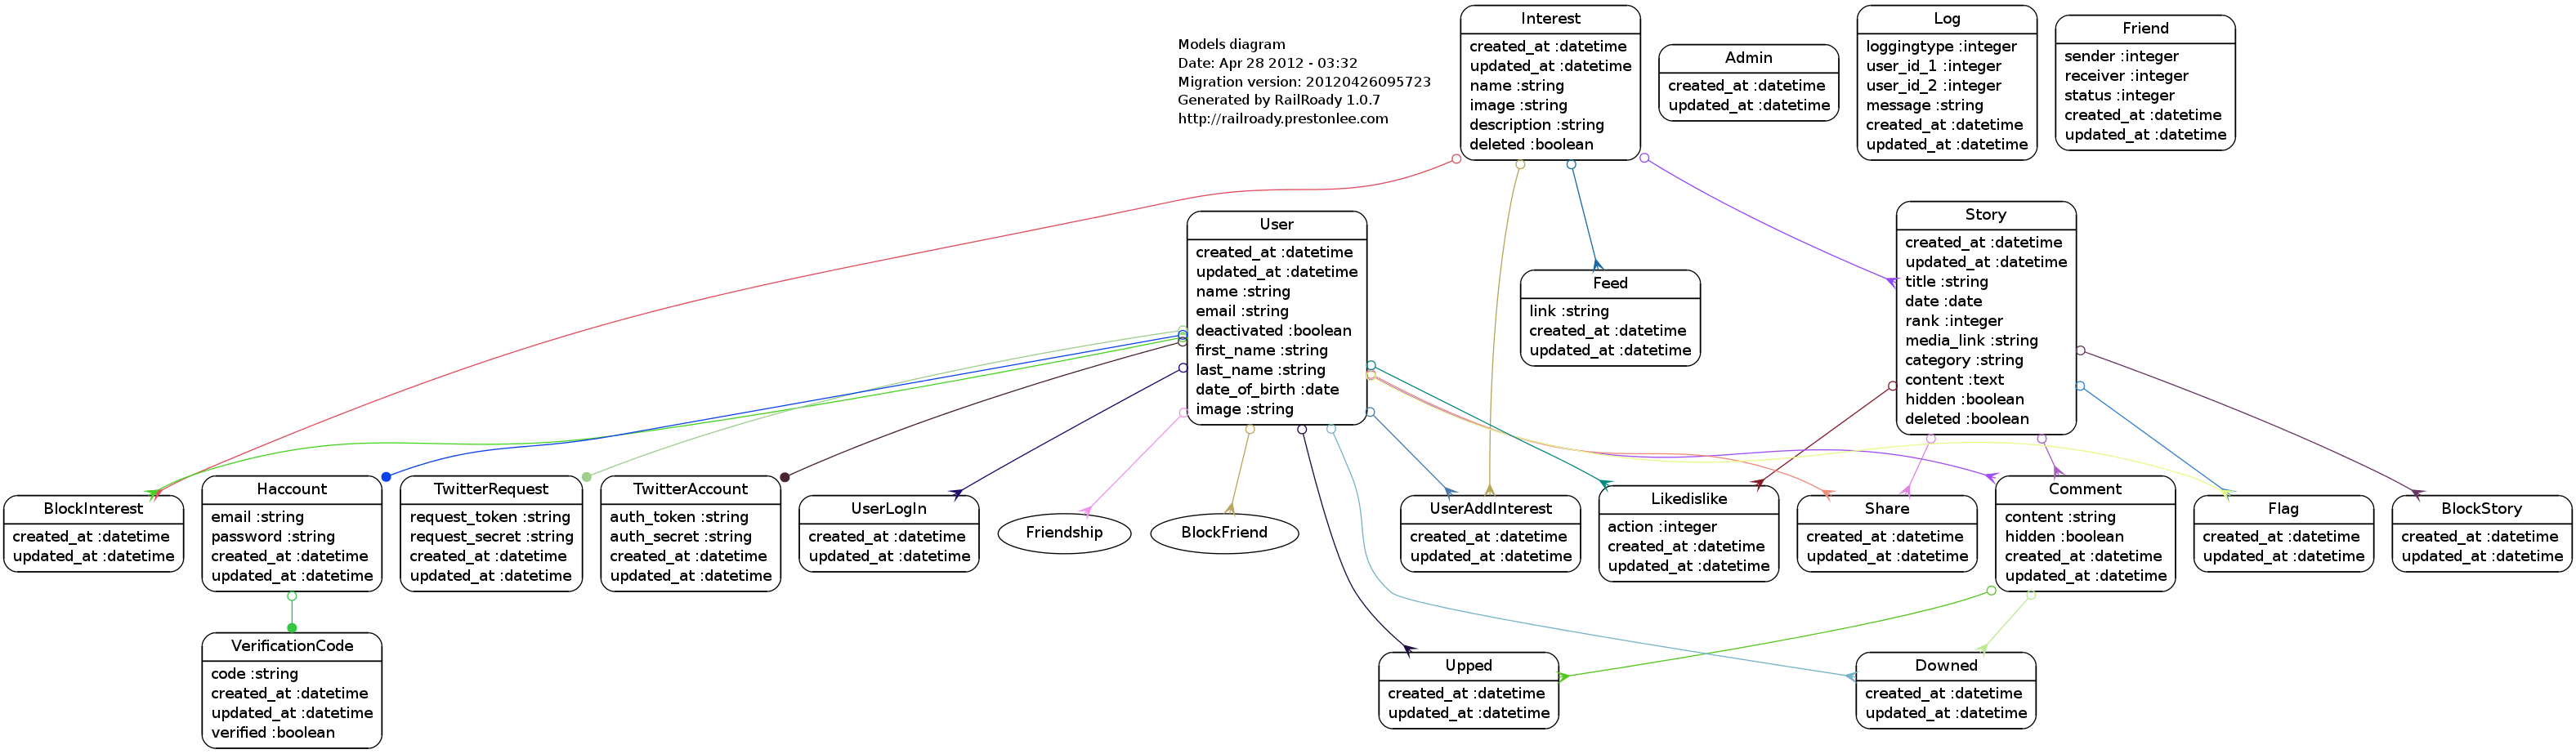 Models diagram
Date: Apr 28 2012 - 03:32
Migration version: 20120426095723
Generated by RailRoady 1.0.7
http://railroady.prestonlee.com
Interest
created_at :datetime
updated_at :datetime
name :string
image :string
description :string
deleted :boolean
Admin
created_at :datetime
updated_at :datetime
Log
loggingtype :integer
user_id_1 :integer
user_id_2 :integer
message :string
created_at :datetime
updated_at :datetime
Friend
sender :integer
receiver :integer
status :integer
created_at :datetime
updated_at :datetime
User
created_at :datetime
updated_at :datetime
name :string
email :string
deactivated :boolean
first_name :string
last_name :string
date_of_birth :date
image :string
Feed
link :string
created_at :datetime
updated_at :datetime
Story
created_at :datetime
updated_at :datetime
title :string
date :date
rank :integer
media_link :string
category :string
content :text
hidden :boolean
deleted :boolean
BlockInterest
created_at :datetime
updated_at :datetime
Haccount
email :string
password :string
created_at :datetime
updated_at :datetime
TwitterRequest
request_token :string
request_secret :string
created_at :datetime
updated_at :datetime
TwitterAccount
auth_token :string
auth_secret :string
created_at :datetime
updated_at :datetime
UserLogIn
created_at :datetime
updated_at :datetime
Friendship
BlockFriend
UserAddInterest
created_at :datetime
updated_at :datetime
Likedislike
action :integer
created_at :datetime
updated_at :datetime
Share
created_at :datetime
updated_at :datetime
Comment
content :string
hidden :boolean
created_at :datetime
updated_at :datetime
Flag
created_at :datetime
updated_at :datetime
BlockStory
created_at :datetime
updated_at :datetime
VerificationCode
code :string
created_at :datetime
updated_at :datetime
verified :boolean
Upped
created_at :datetime
updated_at :datetime
Downed
created_at :datetime
updated_at :datetime